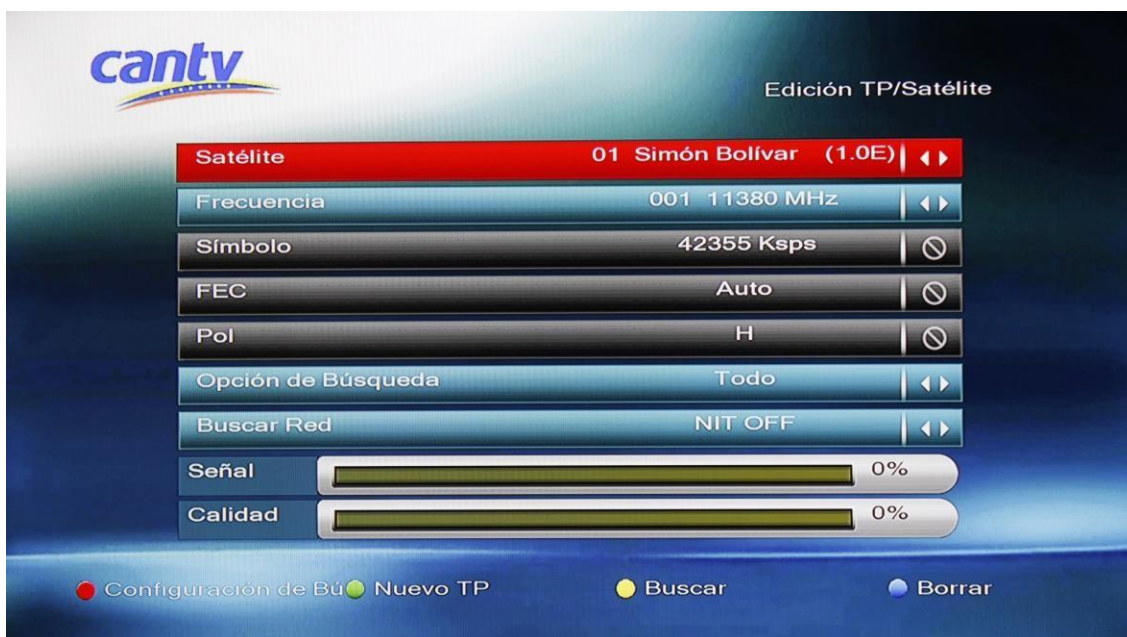 cantv
Edición TP/Satélite
Satélite 01 Simón Bolívar (1.0E)
Frecuencia 001 11380 MHz
Símbolo 42355 Ksps
FEC Auto
Pol H
Opción de Búsqueda Todo
Buscar Red NIT OFF
Señal 0%
Calidad 0%
Configuración de Bú Nuevo TP Buscar Borrar